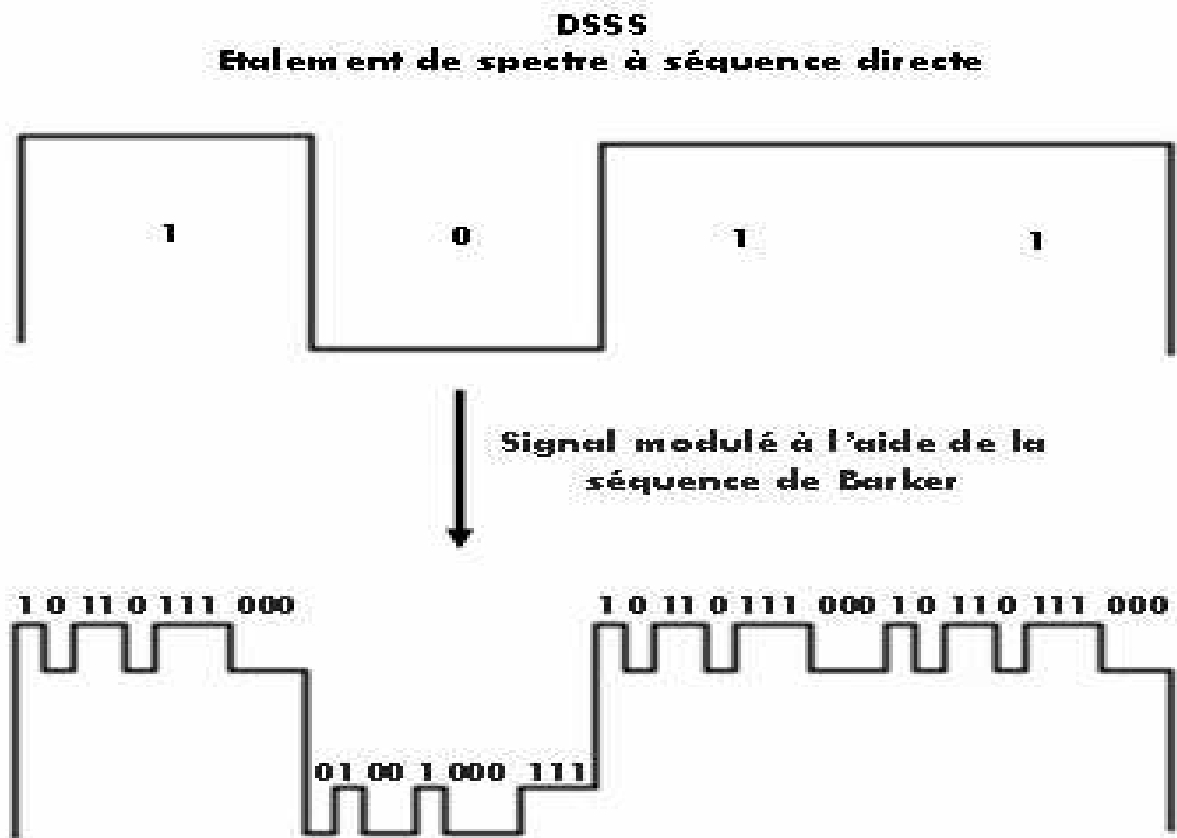 DSSS
Etalement de spectre à séquence directe
1 0 1 1
Signal modulé à l'aide de la
séquence de Barker
1 0 11 0 111 000 1 0 11 0 111 000 1 0 11 0 111 000
01 00 1 000 111